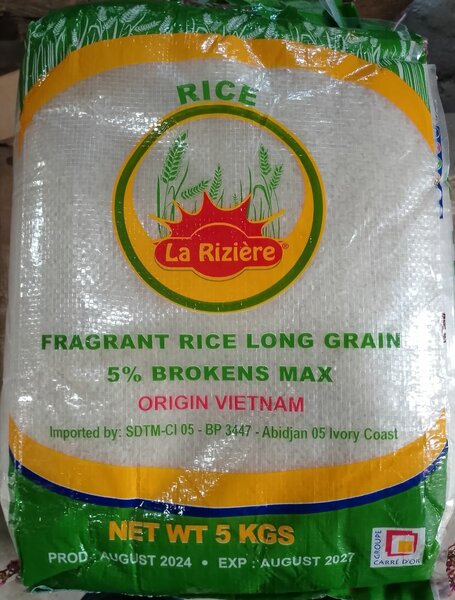 RICE
La Rizière®
FRAGRANT RICE LONG GRAIN
5% BROKENS MAX
ORIGIN VIETNAM
Imported by: SDTM-CI 05 - BP 3447 - Abidjan 05 Ivory Coast
NET WT 5 KGS
PROD : AUGUST 2024 • EXP : AUGUST 2027
GROUPE
CARRÉ D'OR